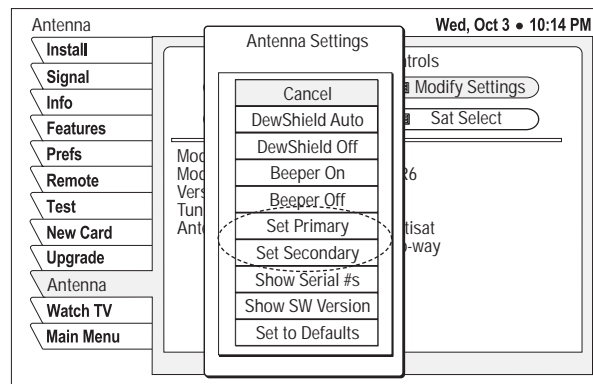 Antenna
Wed, Oct 3 • 10:14 PM
Install
Signal
Info
Features
Prefs
Remote
Test
New Card
Upgrade
Antenna
Watch TV
Main Menu
Antenna Settings
Cancel
DewShield Auto
DewShield Off
Beeper On
Beeper Off
Set Primary
Set Secondary
Show Serial #s
Show SW Version
Set to Defaults
ntrols
Modify Settings
Sat Select
Mod
Mod
Vers
Tun
Ante
R6
tisat
o-way